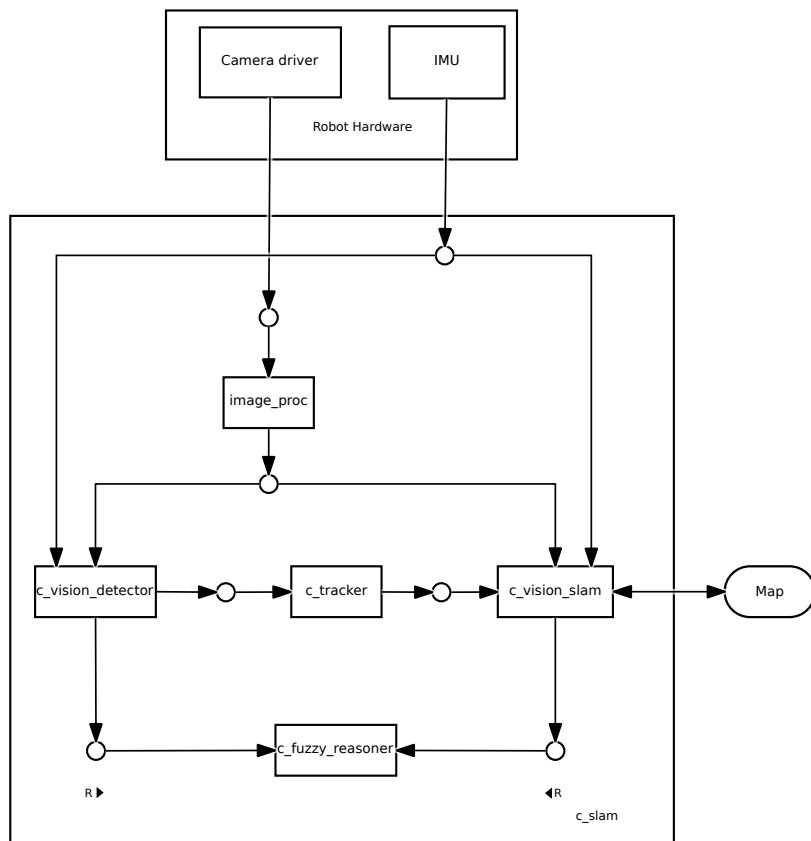 Camera driver
IMU
Robot Hardware
image_proc
c_vision_detector
c_tracker
c_vision_slam
Map
c_fuzzy_reasoner
R
R
c_slam